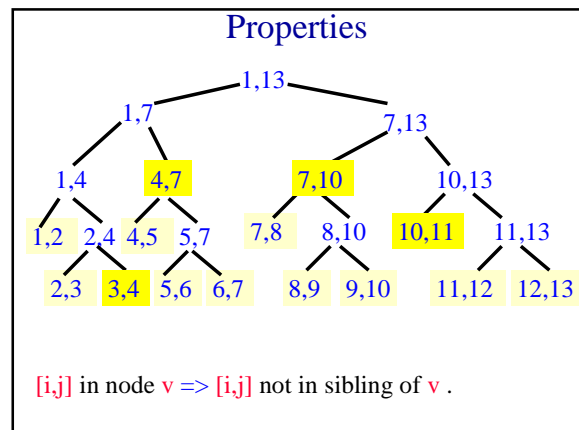 Properties
1,13
1,7 7,13
1,4 4,7 7,10 10,13
1,2 2,4 4,5 5,7 7,8 8,10 10,11 11,13
2,3 3,4 5,6 6,7 8,9 9,10 11,12 12,13
[i,j] in node v => [i,j] not in sibling of v .